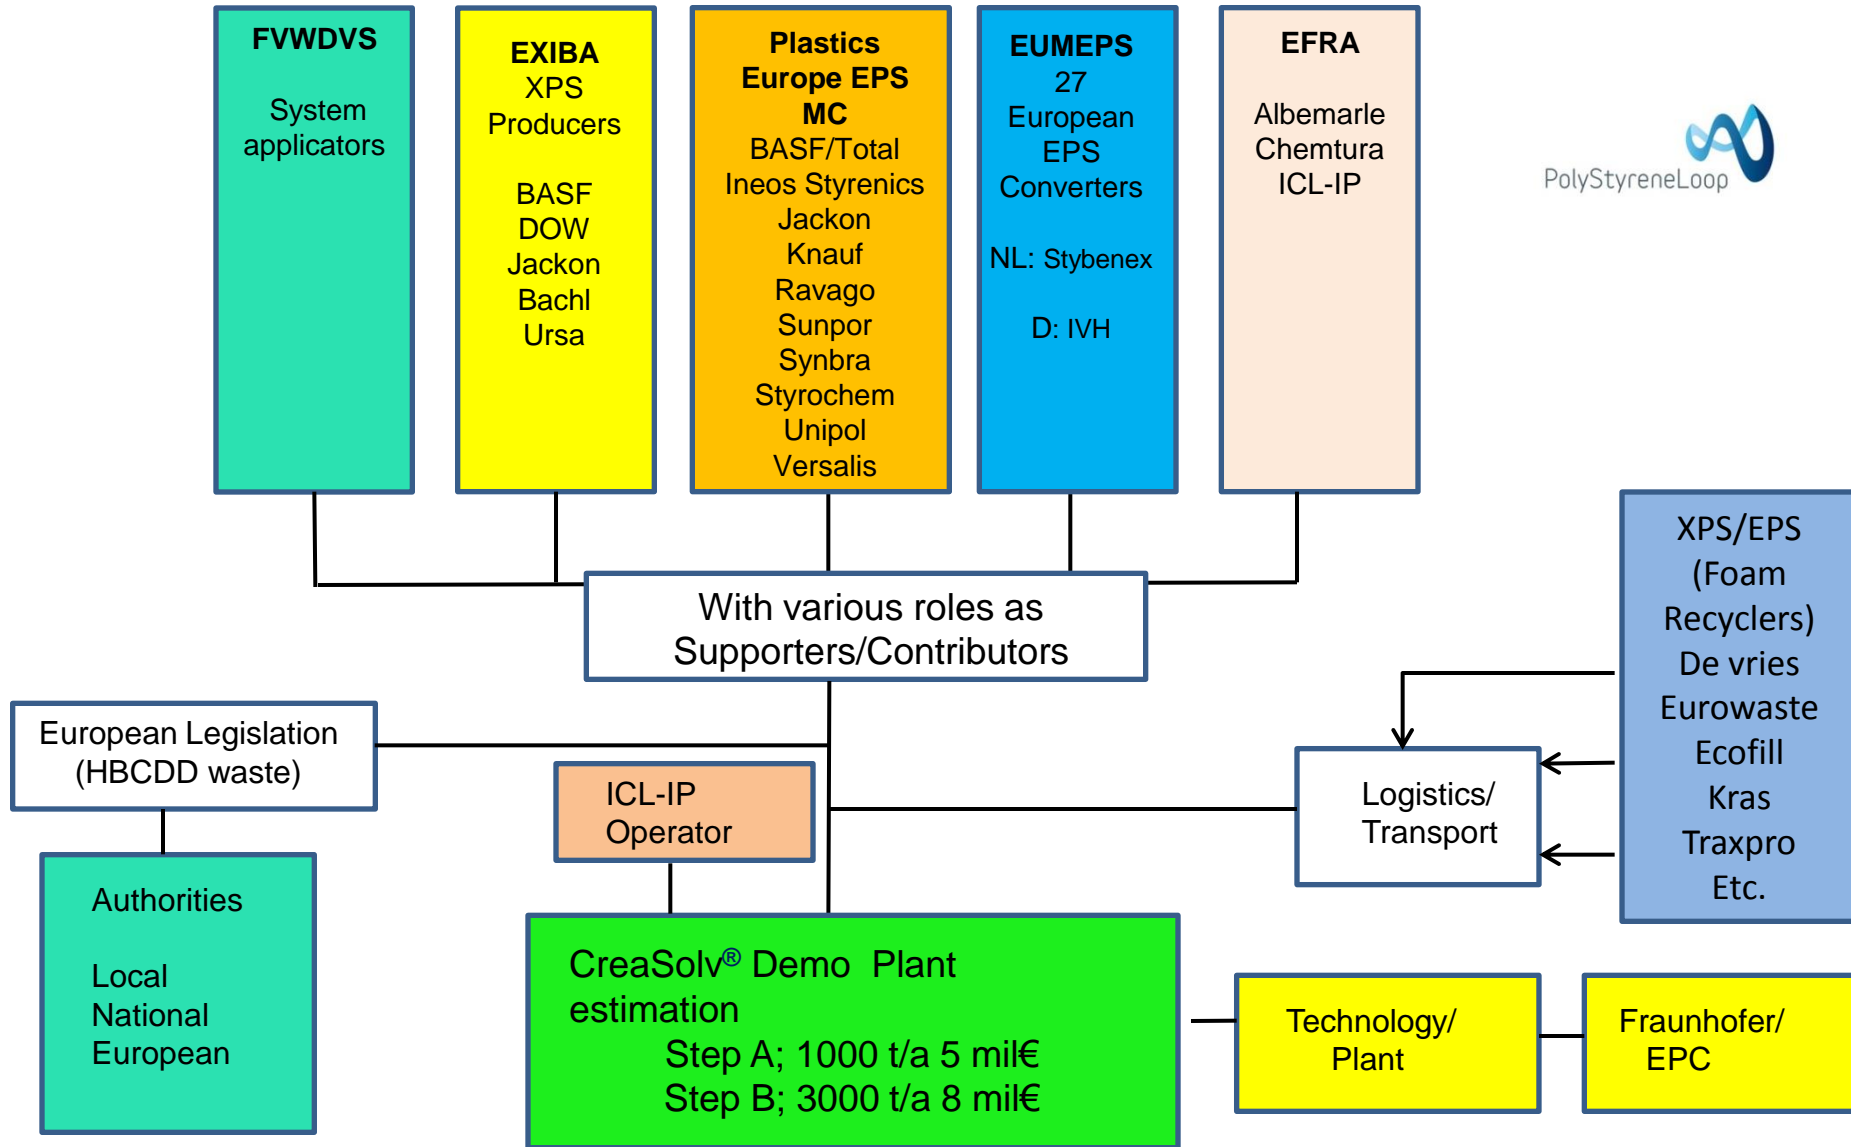 FVWDVS
System
applicators
EXIBA
XPS
Producers
BASF
DOW
Jackon
Bachl
Ursa
Plastics
Europe EPS
MC
BASF/Total
Ineos Styrenics
Jackon
Knauf
Ravago
Sunpor
Synbra
Styrochem
Unipol
Versalis
EUMEPS
27
European
EPS
Converters
NL: Stybenex
D: IVH
EFRA
Albemarle
Chemtura
ICL-IP
PolyStyreneLoop
With various roles as
Supporters/Contributors
XPS/EPS
(Foam
Recyclers)
De vries
Eurowaste
Ecofill
Kras
Traxpro
Etc.
European Legislation
(HBCDD waste)
ICL-IP
Operator
Logistics/
Transport
Authorities
Local
National
European
CreaSolv® Demo  Plant
estimation
Step A; 1000 t/a 5 mil€
Step B; 3000 t/a 8 mil€
Technology/
Plant
Fraunhofer/
EPC